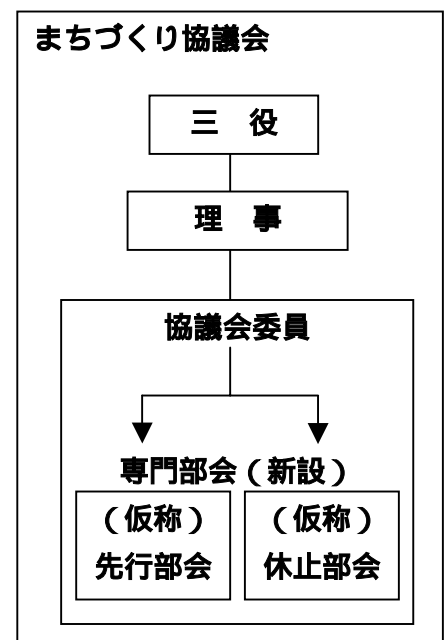 まちづくり協議会
三　役
理　事
協議会委員
専門部会（新設）
（仮称）
先行部会
（仮称）
休止部会